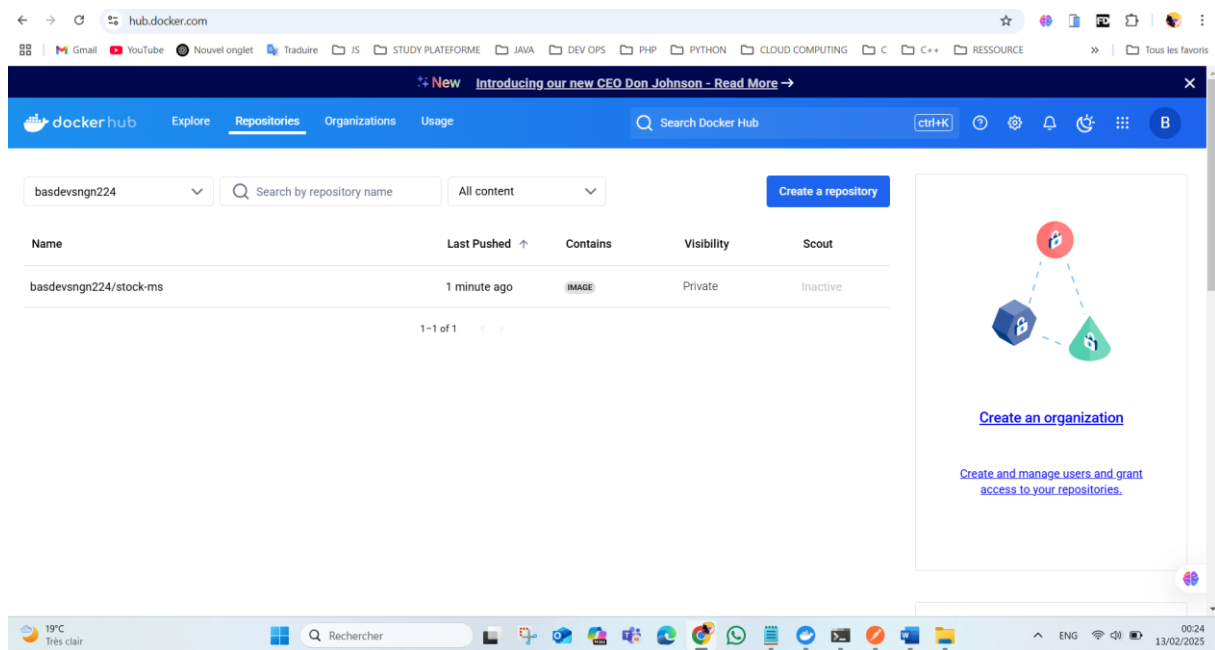 hub.docker.com
Gmail YouTube Nouvel onglet Traduire JS STUDY PLATEFORME JAVA DEV OPS PHP PYTHON CLOUD COMPUTING C C++ RESSOURCE » Tous les favoris
New Introducing our new CEO Don Johnson - Read More →
docker hub Explore Repositories Organizations Usage Search Docker Hub ctrl+K B
basdevsngn224 Search by repository name All content Create a repository
Name Last Pushed ↑ Contains Visibility Scout
basdevsngn224/stock-ms 1 minute ago IMAGE Private Inactive
1-1 of 1
Create an organization
Create and manage users and grant
access to your repositories.
19°C
Très clair
Rechercher
ENG
00:24
13/02/2025